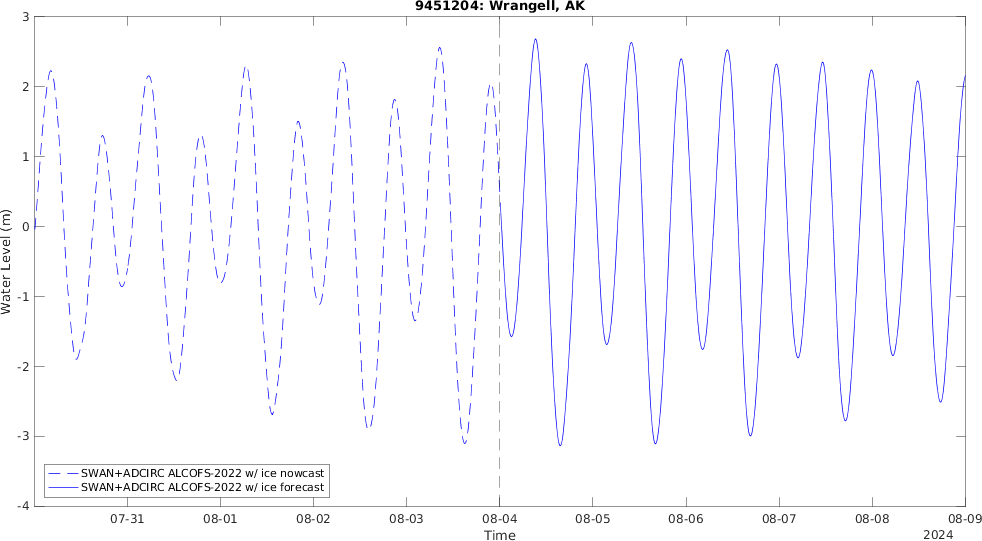 9451204: Wrangell, AK
3
2
1
0
-1
-2
-3
-4
Water Level (m)
SWAN+ADCIRC ALCOFS-2022 w/ ice nowcast
SWAN+ADCIRC ALCOFS-2022 w/ ice forecast
07-31 08-01 08-02 08-03 08-04 08-05 08-06 08-07 08-08 08-09
Time
2024